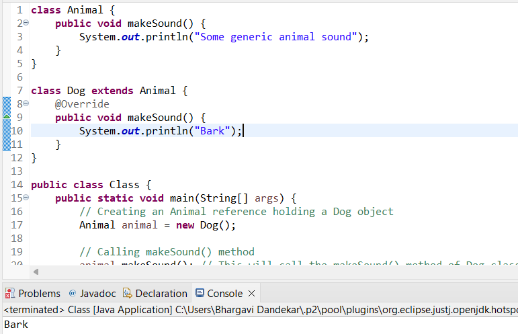 1 class Animal {
2 public void makeSound() {
3 System.out.println("Some generic animal sound");
4 }
5 }
6
7 class Dog extends Animal {
8 @Override
9 public void makeSound() {
10 System.out.println("Bark");
11 }
12 }
13
14 public class Class {
15 public static void main(String[] args) {
16 // Creating an Animal reference holding a Dog object
17 Animal animal = new Dog();
18
19 // Calling makeSound() method
20 animal.makeSound(); // This will call the makeSound() method of Dog class
Problems Javadoc Declaration Console
<terminated> Class [Java Application] C:\Users\Bhargavi Dandekar\.p2\pool\plugins\org.eclipse.justj.openjdk.hotsp
Bark